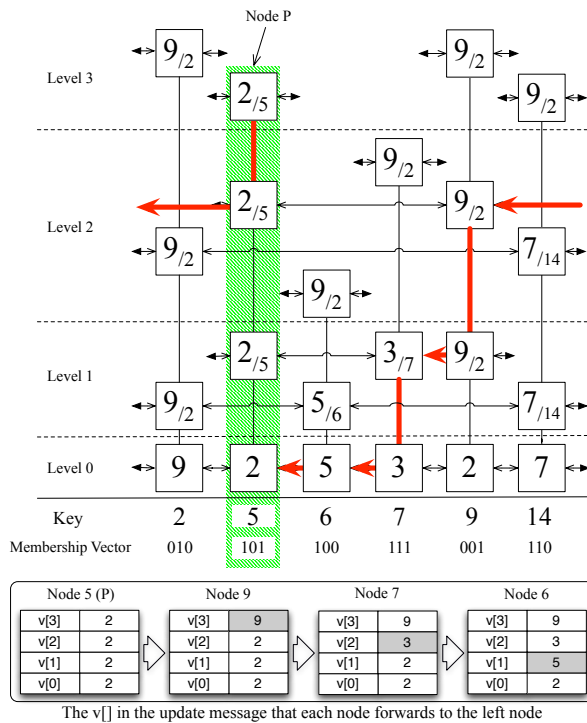 Node P
9/2 9/2
Level 3
2/5 9/2
9/2
2/5 9/2
Level 2
9/2 7/14
9/2
2/5 3/7 9/2
Level 1
9/2 5/6 7/14
Level 0 9 2 5 3 2 7
Key 2 5 6 7 9 14
Membership Vector 010 101 100 111 001 110
Node 5 (P) Node 9 Node 7 Node 6
v[3] 2 v[3] 9 v[3] 9 v[3] 9
v[2] 2 v[2] 2 v[2] 3 v[2] 3
v[1] 2 v[1] 2 v[1] 2 v[1] 5
v[0] 2 v[0] 2 v[0] 2 v[0] 2
The v[] in the update message that each node forwards to the left node